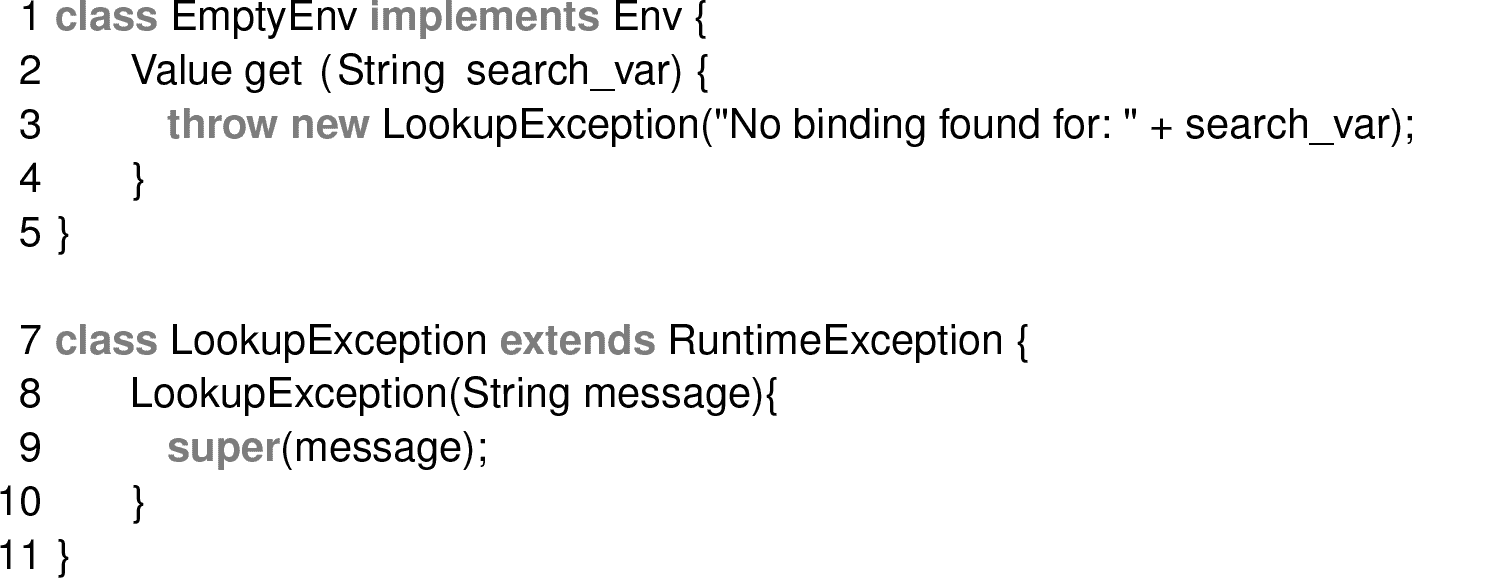 1 class EmptyEnv implements Env {
2 Value get (String search_var) {
3 throw new LookupException("No binding found for: " + search_var);
4 }
5 }
7 class LookupException extends RuntimeException {
8 LookupException(String message){
9 super(message);
10 }
11 }